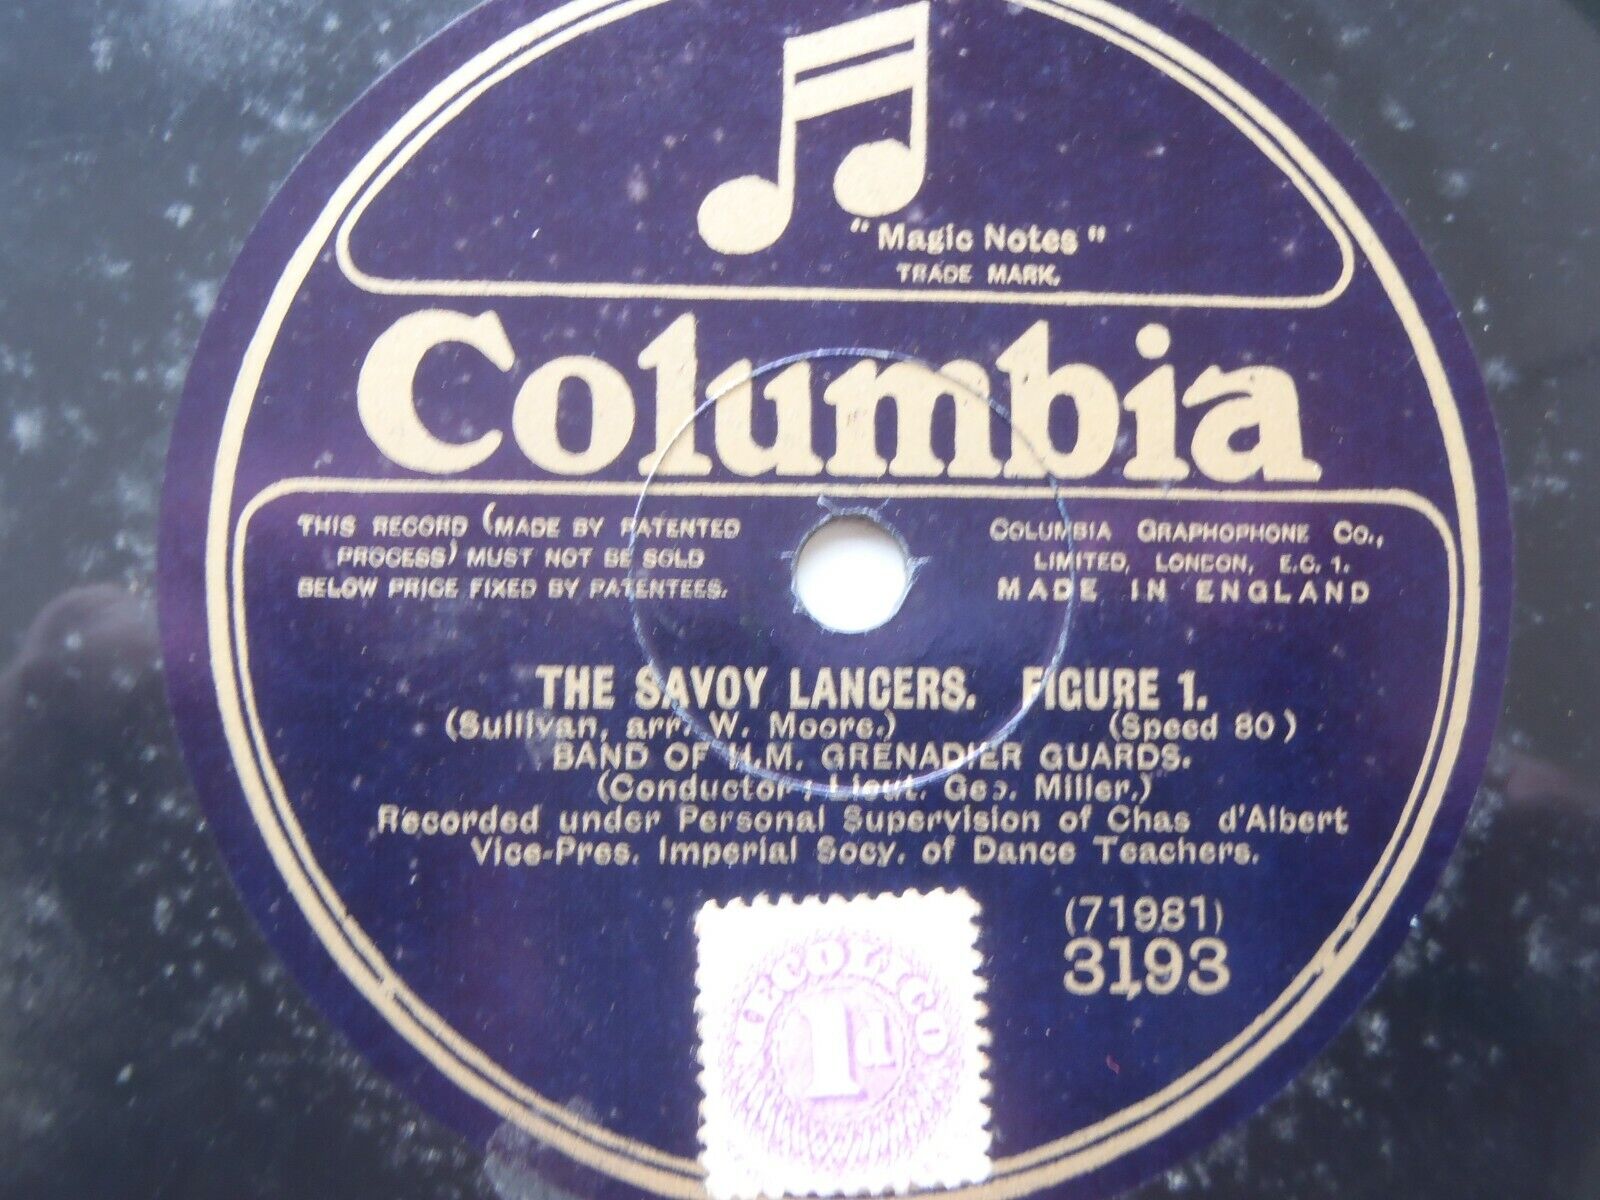 "Magic Notes"
TRADE MARK.
Columbia
THIS RECORD (MADE BY PATENTED
PROCESS) MUST NOT BE SOLD
BELOW PRICE FIXED BY PATENTEES.
COLUMBIA GRAPHOPHONE CO.,
LIMITED, LONDON, E.C. 1.
MADE IN ENGLAND
THE SAVOY LANCERS. FIGURE 1.
(Sullivan, arr. W. Moore.) (Speed 80)
BAND OF H.M. GRENADIER GUARDS.
(Conductor: Lieut. Geo. Miller.)
Recorded under Personal Supervision of Chas d'Albert
Vice-Pres. Imperial Socy. of Dance Teachers.
(71981)
3193
1d